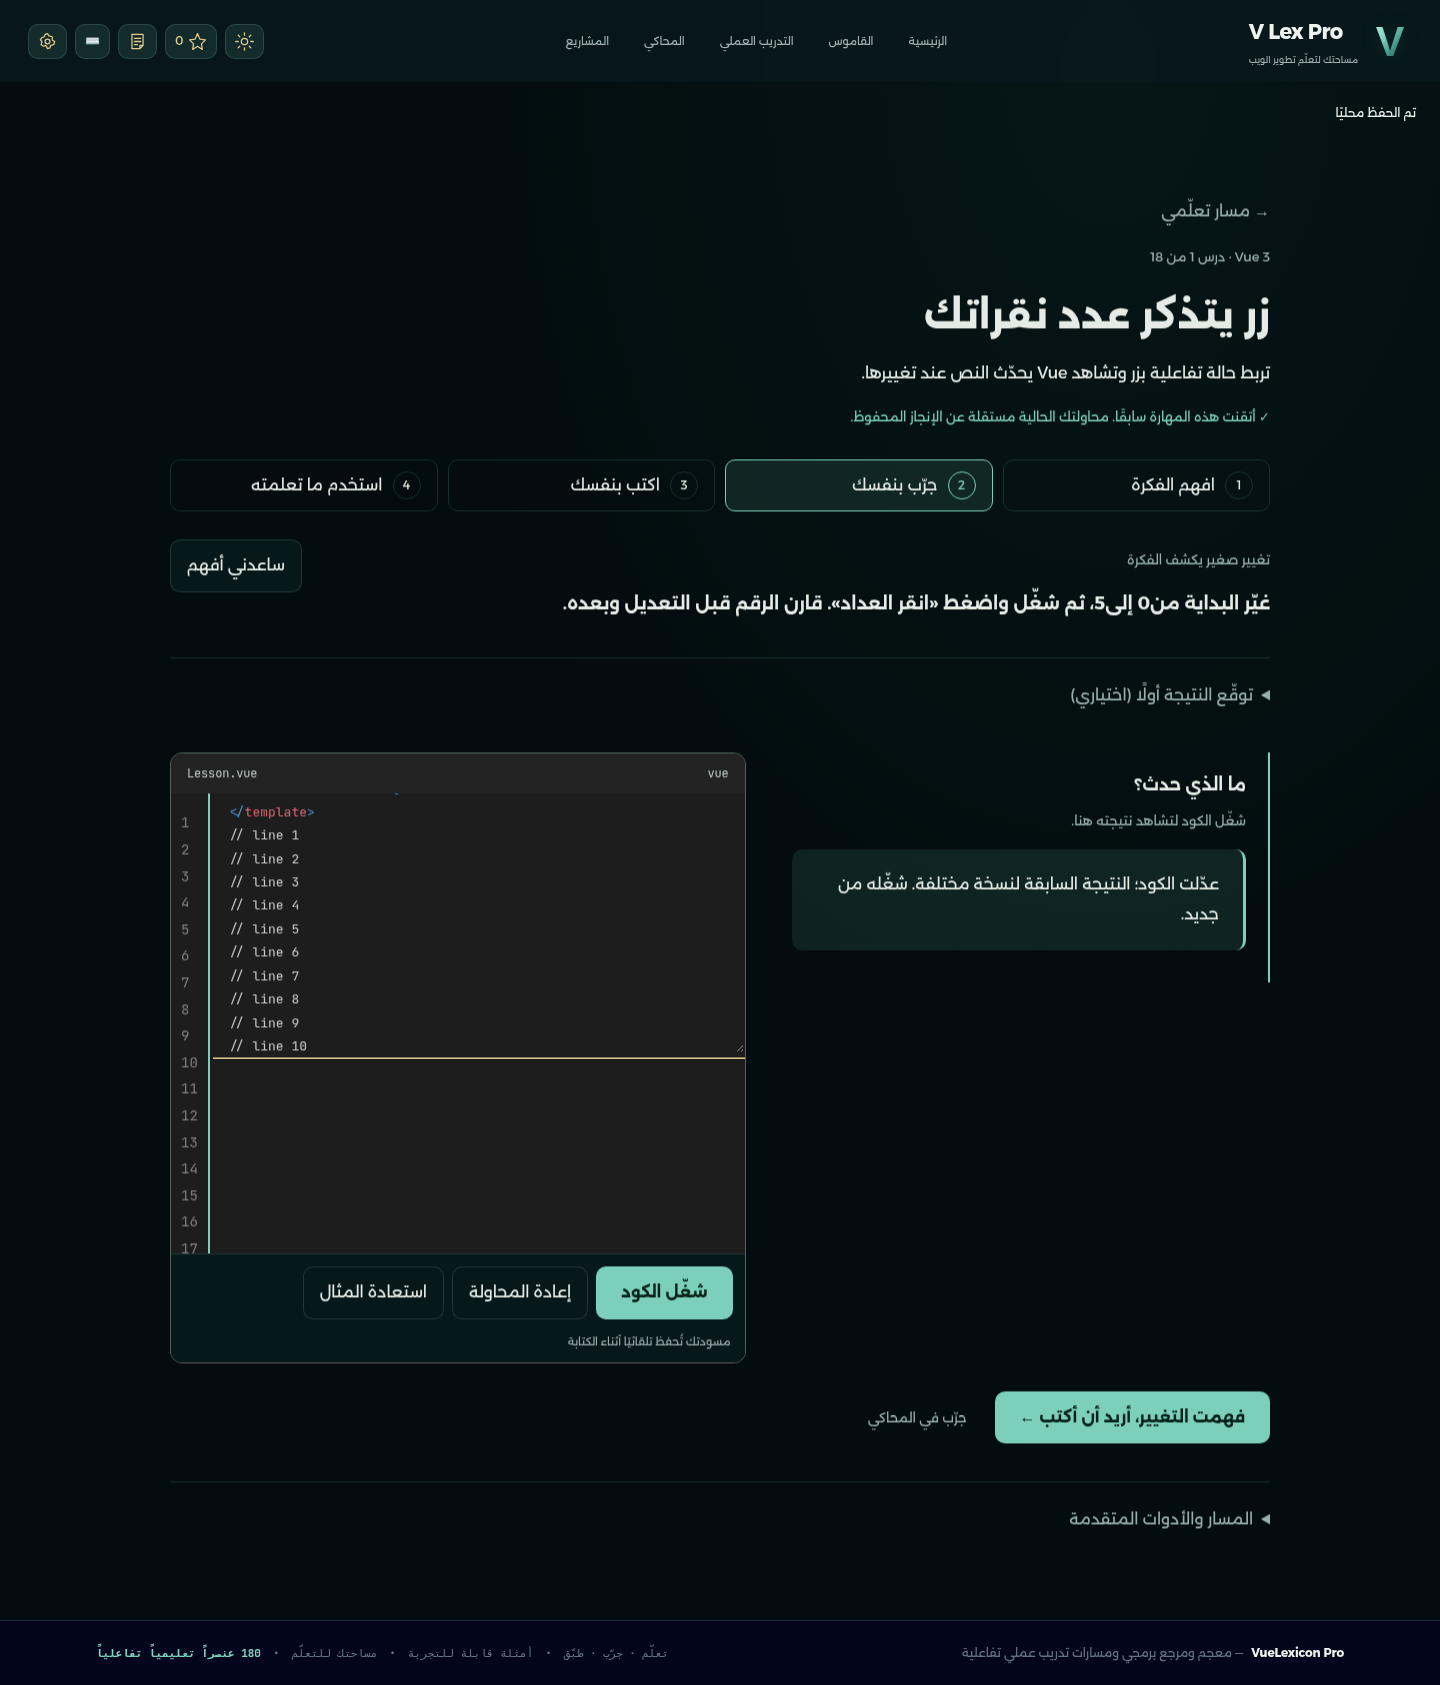 V
V Lex Pro
مساحتك لتعلّم تطوير الويب
الرئيسية
القاموس
التدريب العملي
المحاكي
المشاريع
0
تم الحفظ محليًا
→ مسار تعلّمي
Vue 3 · درس 1 من 18
زر يتذكر عدد نقراتك
تربط حالة تفاعلية بزر وتشاهد Vue يحدّث النص عند تغييرها.
✓ أتقنت هذه المهارة سابقًا. محاولتك الحالية مستقلة عن الإنجاز المحفوظ.
1 افهم الفكرة
2 جرّب بنفسك
3 اكتب بنفسك
4 استخدم ما تعلمته
تغيير صغير يكشف الفكرة
ساعدني أفهم
غيّر البداية من0 إلى5، ثم شغّل واضغط «انقر العداد». قارن الرقم قبل التعديل وبعده.
توقّع النتيجة أولًا (اختياري)
ما الذي حدث؟
شغّل الكود لتشاهد نتيجته هنا.
عدّلت الكود؛ النتيجة السابقة لنسخة مختلفة. شغّله من
جديد.
Lesson.vue
vue
1
2
3
4
5
6
7
8
9
10
11
12
13
14
15
16
17
</template>
// line 1
// line 2
// line 3
// line 4
// line 5
// line 6
// line 7
// line 8
// line 9
// line 10
شغّل الكود
إعادة المحاولة
استعادة المثال
مسودتك تُحفظ تلقائيًا أثناء الكتابة
فهمت التغيير، أريد أن أكتب ←
جرّب في المحاكي
المسار والأدوات المتقدمة
VueLexicon Pro — معجم ومرجع برمجي ومسارات تدريب عملي تفاعلية
تعلّم · جرّب · طبّق • أمثلة قابلة للتجربة • مساحتك للتعلّم • 180 عنصراً تعليمياً تفاعلياً